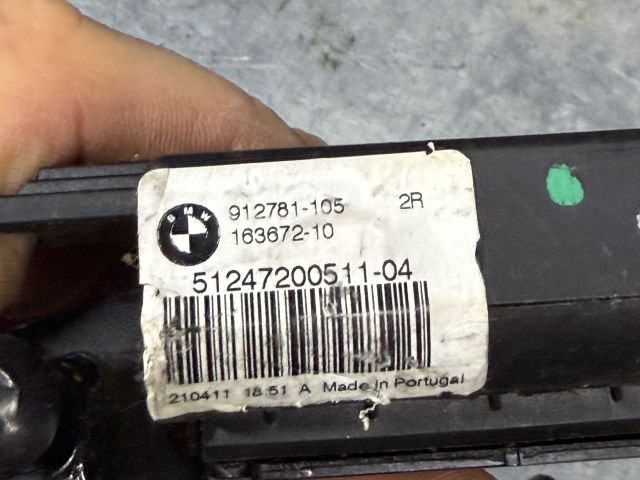 BMW
912781-105 2R
163672-10
51247200511-04
210411 18:51 A Made in Portugal